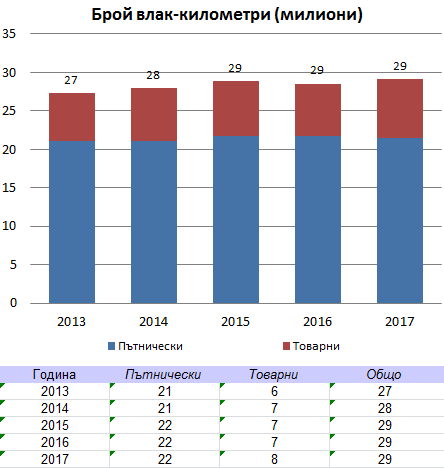 Брой влак-километри (милиони)
35
30
25
20
15
10
5
0
27
28
29
29
29
2013 2014 2015 2016 2017
Пътнически Товарни
Година Пътнически Товарни Общо
2013 21 6 27
2014 21 7 28
2015 22 7 29
2016 22 7 29
2017 22 8 29